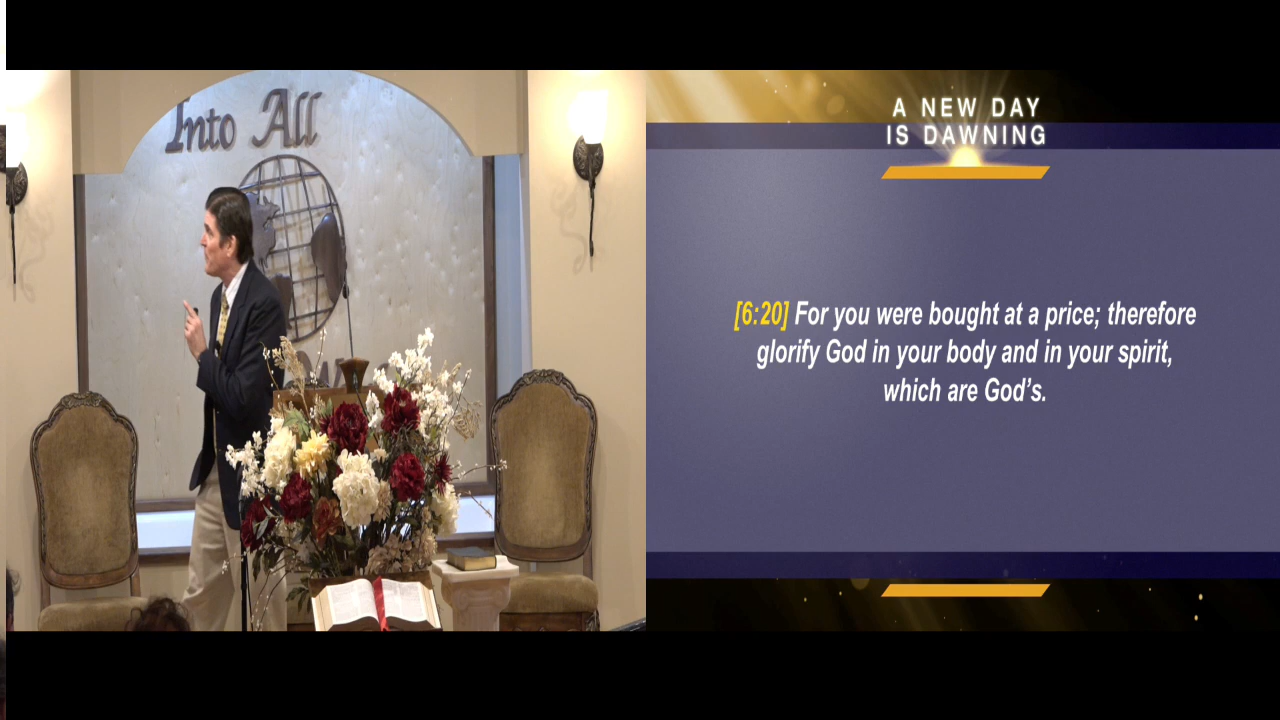 Into All
A NEW DAY
IS DAWNING
[6:20] For you were bought at a price; therefore
glorify God in your body and in your spirit,
which are God’s.